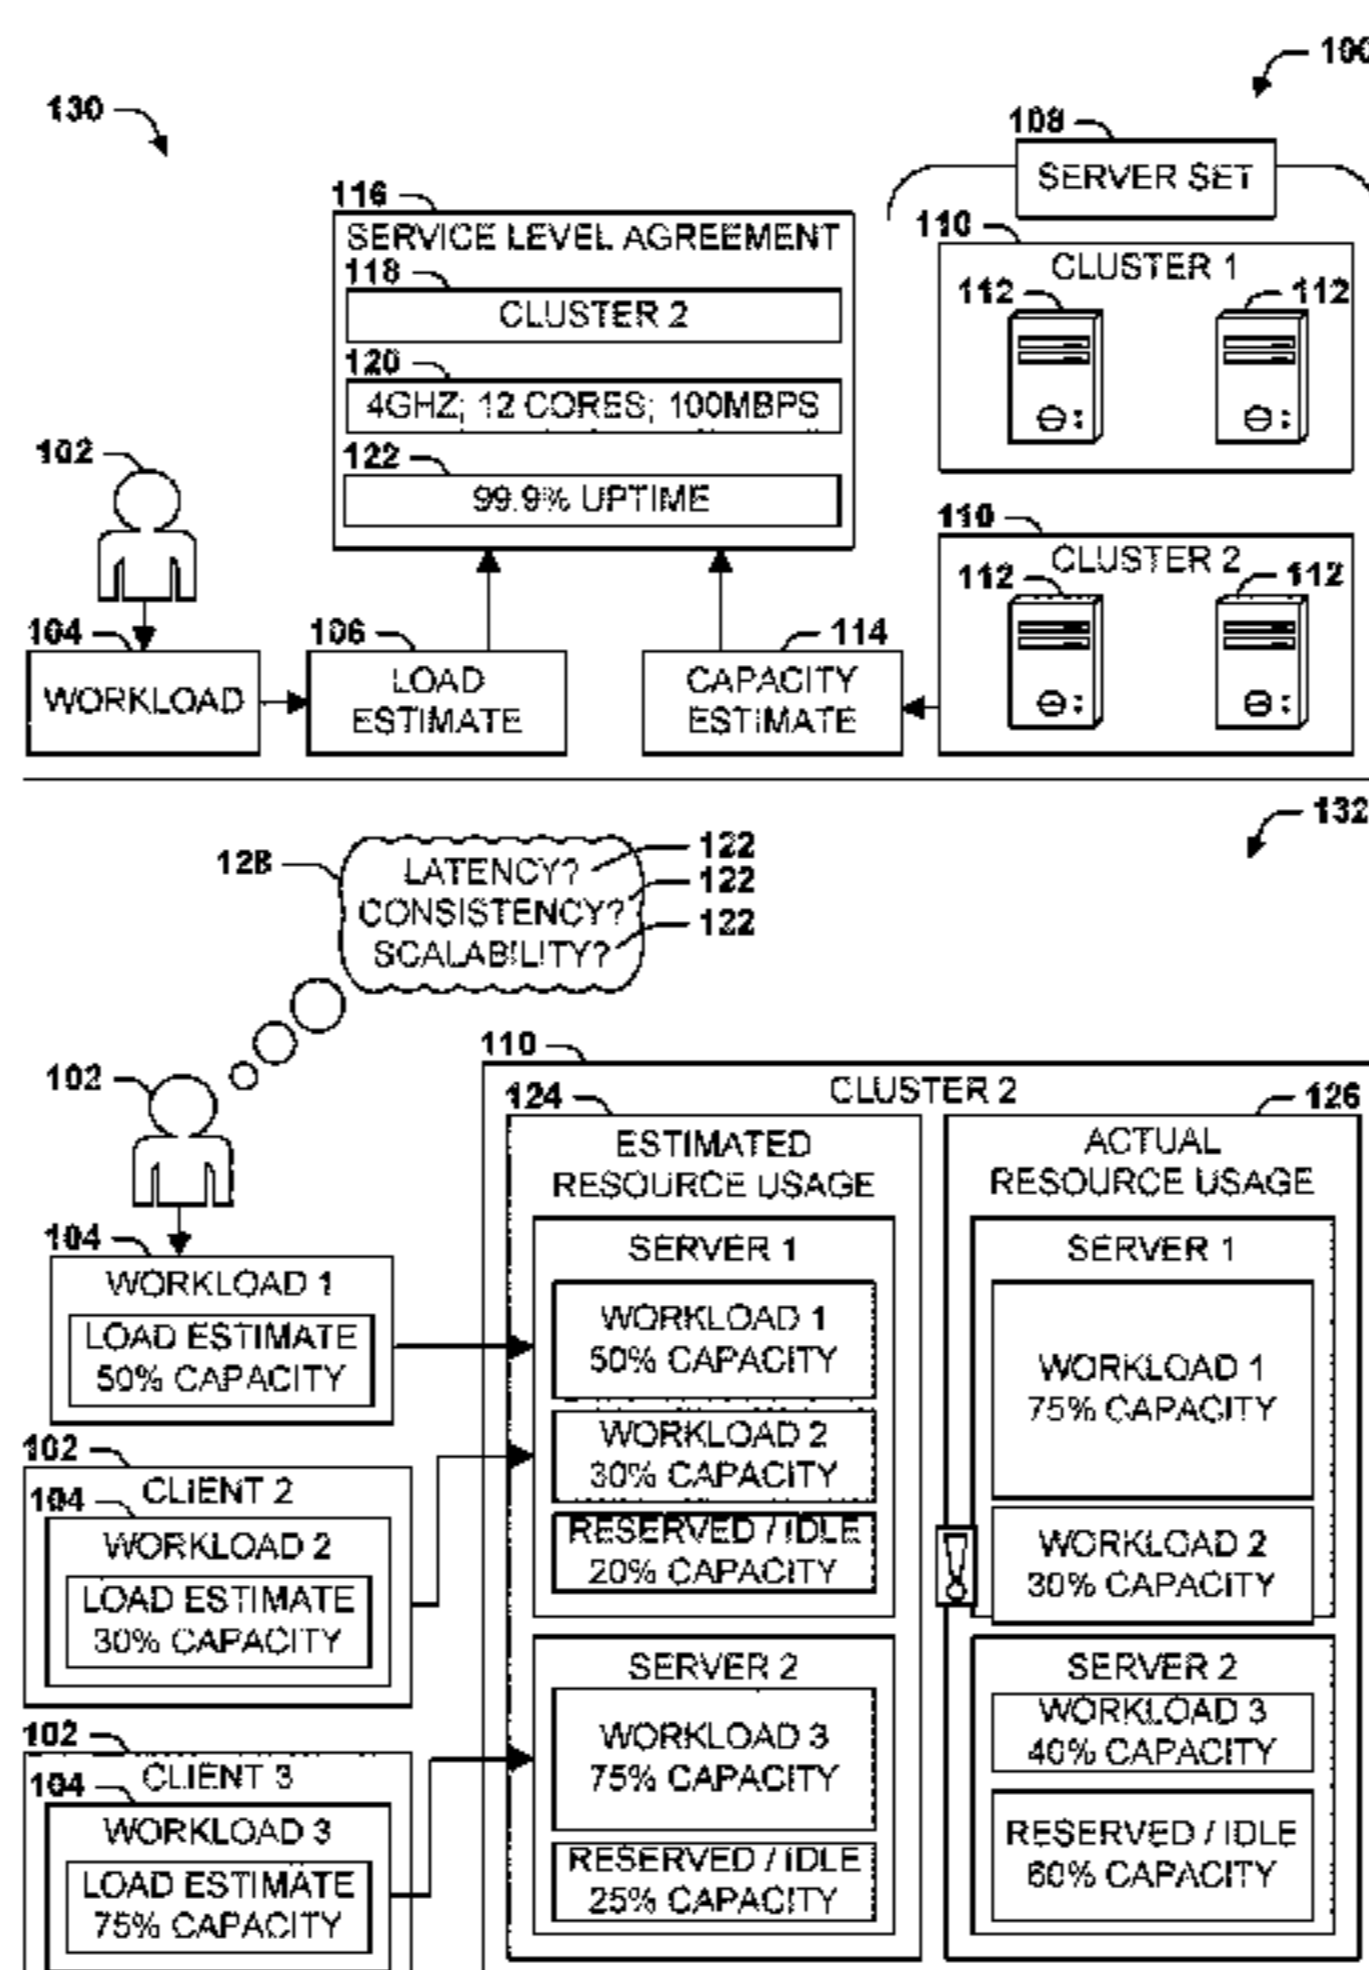 100
130
108
SERVER SET
116
SERVICE LEVEL AGREEMENT
118
CLUSTER 2
120
4GHZ; 12 CORES; 100MBPS
122
99.9% UPTIME
110
CLUSTER 1
112
112
102
110
CLUSTER 2
112
112
104
WORKLOAD
106
LOAD
ESTIMATE
114
CAPACITY
ESTIMATE
132
128
LATENCY?
CONSISTENCY?
SCALABILITY?
122
122
122
102
110
CLUSTER 2
124
ESTIMATED
RESOURCE USAGE
126
ACTUAL
RESOURCE USAGE
104
WORKLOAD 1
LOAD ESTIMATE
50% CAPACITY
SERVER 1
WORKLOAD 1
50% CAPACITY
WORKLOAD 2
30% CAPACITY
RESERVED / IDLE
20% CAPACITY
SERVER 1
WORKLOAD 1
75% CAPACITY
WORKLOAD 2
30% CAPACITY
!
102
CLIENT 2
104
WORKLOAD 2
LOAD ESTIMATE
30% CAPACITY
SERVER 2
WORKLOAD 3
75% CAPACITY
RESERVED / IDLE
25% CAPACITY
SERVER 2
WORKLOAD 3
40% CAPACITY
RESERVED / IDLE
60% CAPACITY
102
CLIENT 3
104
WORKLOAD 3
LOAD ESTIMATE
75% CAPACITY